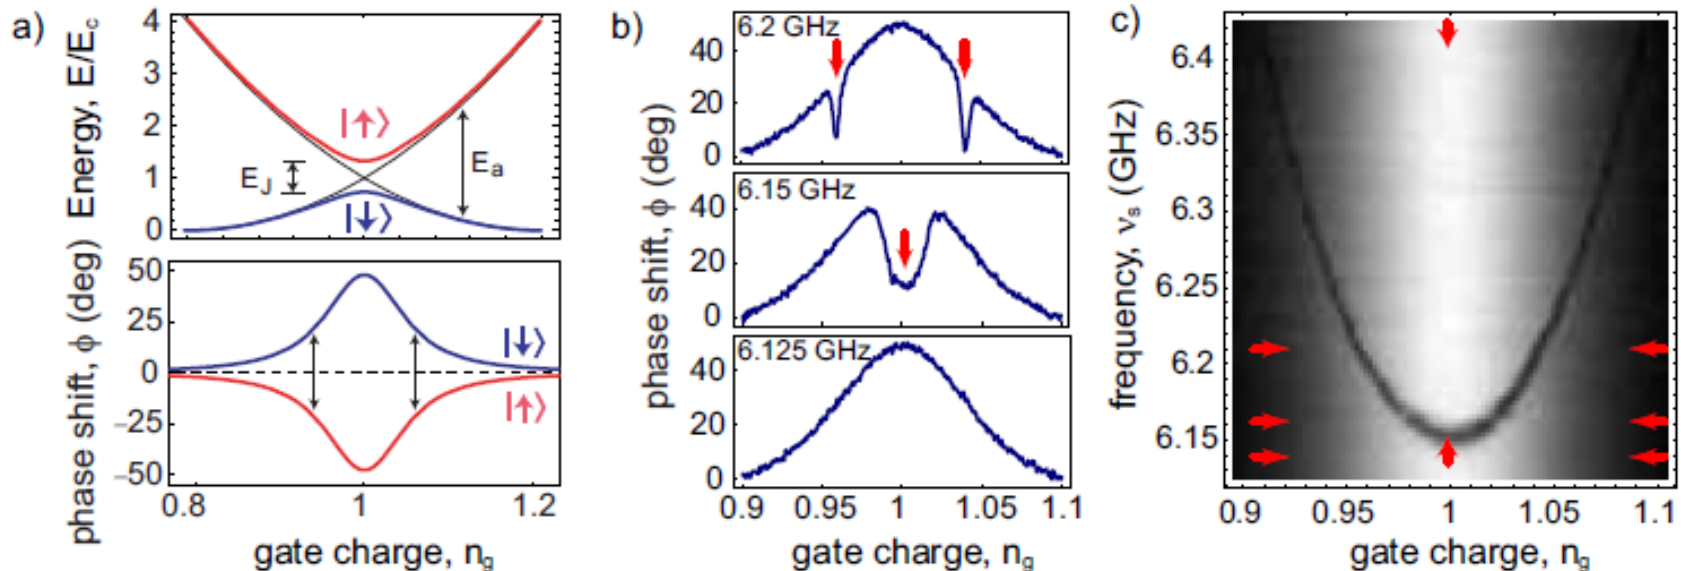 a)
Energy, E/E_c
4
3
2
1
0
|↑⟩
E_J
E_a
|↓⟩
phase shift, ϕ (deg)
50
25
0
−25
−50
|↓⟩
|↑⟩
0.8 1 1.2
gate charge, n_g
b)
phase shift, ϕ (deg)
6.2 GHz
40
20
0
6.15 GHz
40
20
0
phase shift, ϕ (deg)
6.125 GHz
40
20
0
0.9 0.95 1 1.05 1.1
gate charge, n_g
c)
frequency, ν_s (GHz)
6.4
6.35
6.3
6.25
6.2
6.15
0.9 0.95 1 1.05 1.1
gate charge, n_g